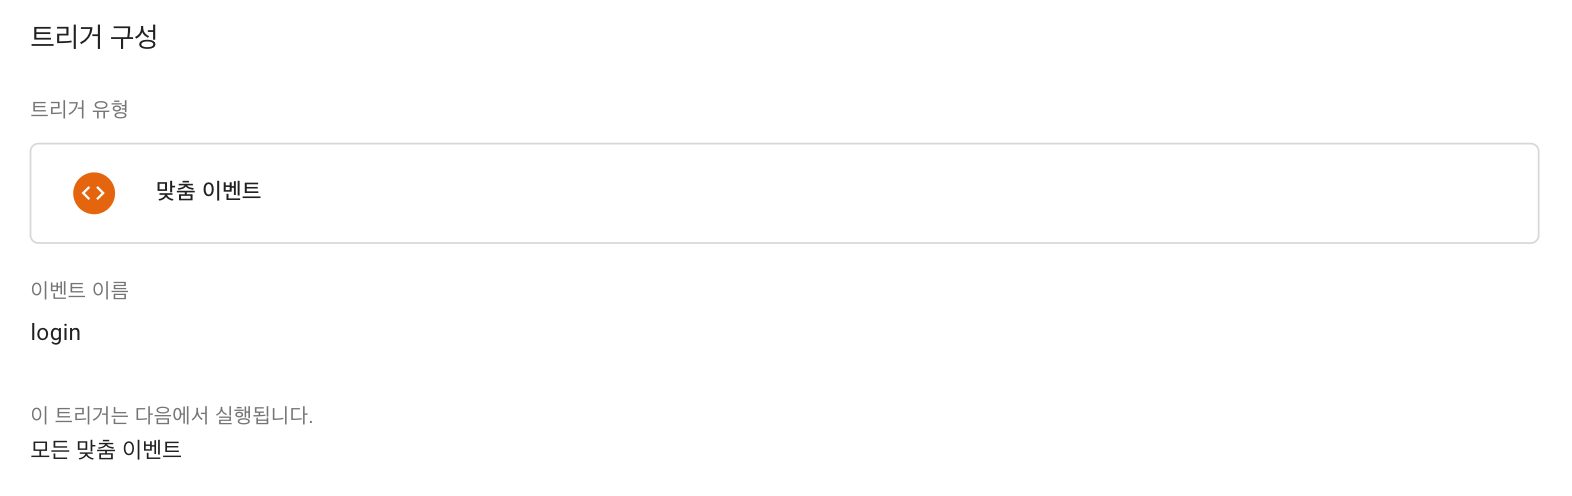 트리거 구성
트리거 유형
맞춤 이벤트
이벤트 이름
login
이 트리거는 다음에서 실행됩니다.
모든 맞춤 이벤트